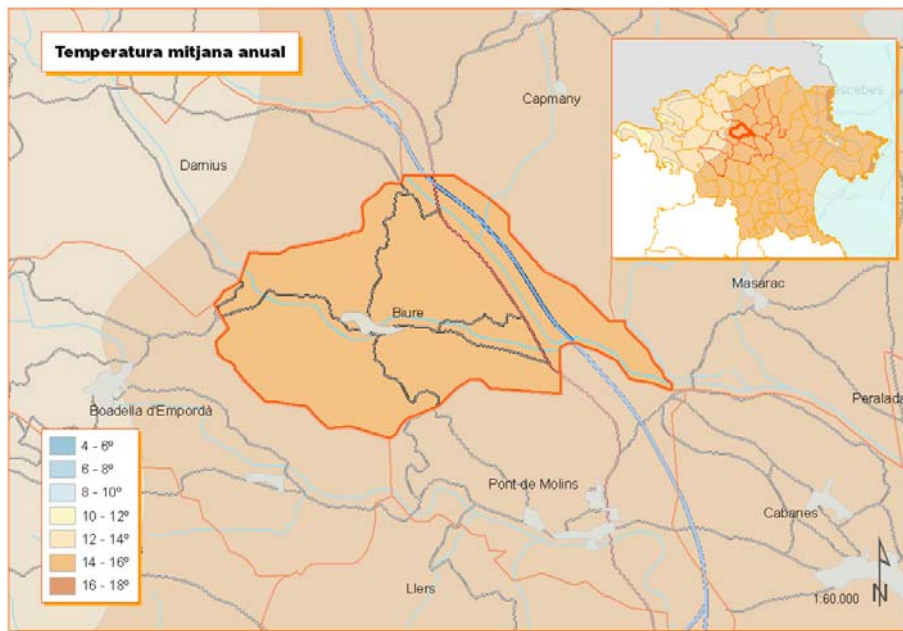 Temperatura mitjana anual
Capmany
Darnius
Masarac
Biure
Boadella d'Empordà
Peralada
4 - 6º
6 - 8º
8 - 10º
10 - 12º
12 - 14º
14 - 16º
16 - 18º
Pont de Molins
Cabanes
Llers
1:60.000
N